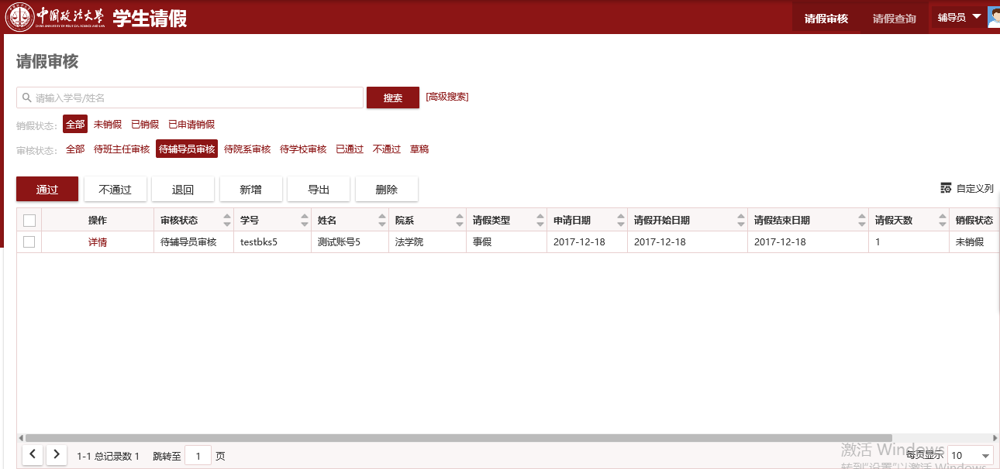 中国政法大学 学生请假 请假审核 请假查询 辅导员
CHINA UNIVERSITY OF POLITICAL SCIENCE AND LAW
请假审核
请输入学号/姓名 搜索 [高级搜索]
销假状态: 全部 未销假 已销假 已申请销假
审核状态: 全部 待班主任审核 待辅导员审核 待院系审核 待学校审核 已通过 不通过 草稿
通过 不通过 退回 新增 导出 删除 自定义列
操作 审核状态 学号 姓名 院系 请假类型 申请日期 请假开始日期 请假结束日期 请假天数 销假状态
详情 待辅导员审核 testbks5 测试账号5 法学院 事假 2017-12-18 2017-12-18 2017-12-18 1 未销假
激活 Windows
1-1 总记录数 1 跳转至 1 页 每页显示 10
转到"设置"以激活 Windows